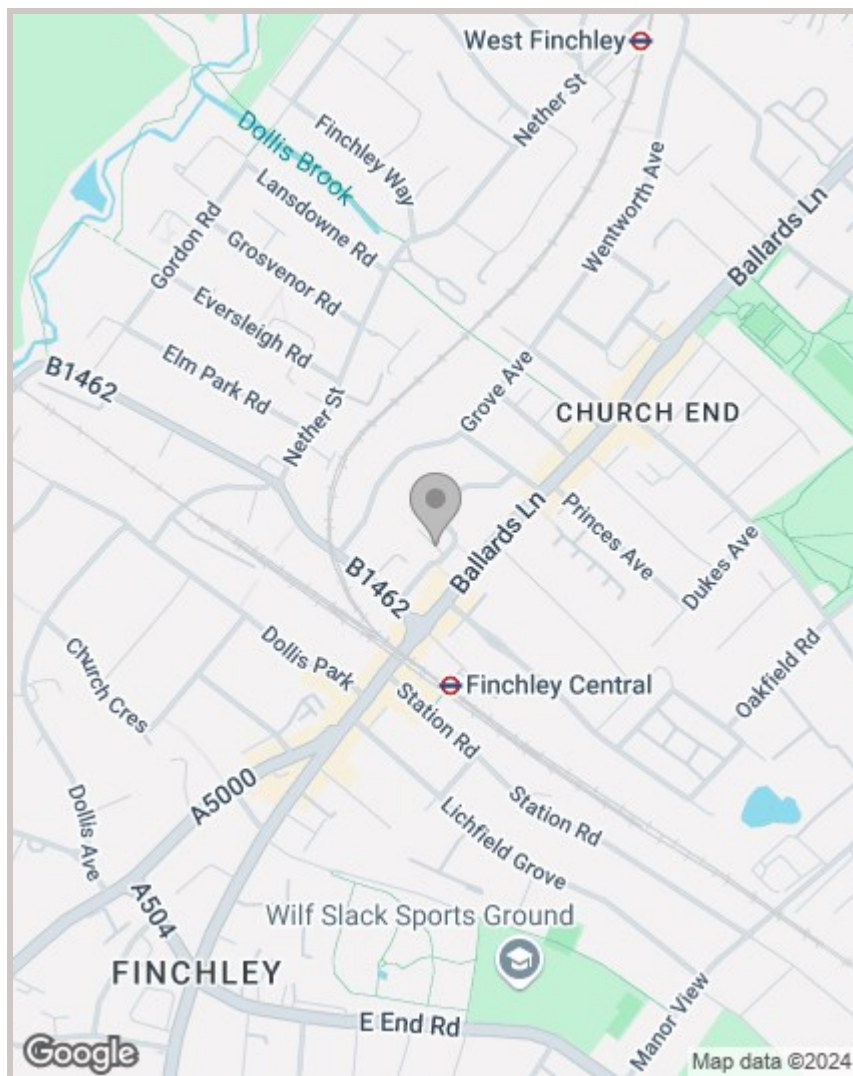 West Finchley
Nether St
Finchley Way
Dollis Brook
Lansdowne Rd
Wentworth Ave
Ballards Ln
Gordon Rd
Grosvenor Rd
Eversleigh Rd
B1462
Elm Park Rd
Nether St
Grove Ave
CHURCH END
Ballards Ln
Princes Ave
Dukes Ave
B1462
Oakfield Rd
Dollis Park
Church Cres
Finchley Central
Station Rd
A5000
Dollis Ave
Station Rd
Lichfield Grove
A504
Wilf Slack Sports Ground
FINCHLEY
E End Rd
Manor View
Google
Map data ©2024